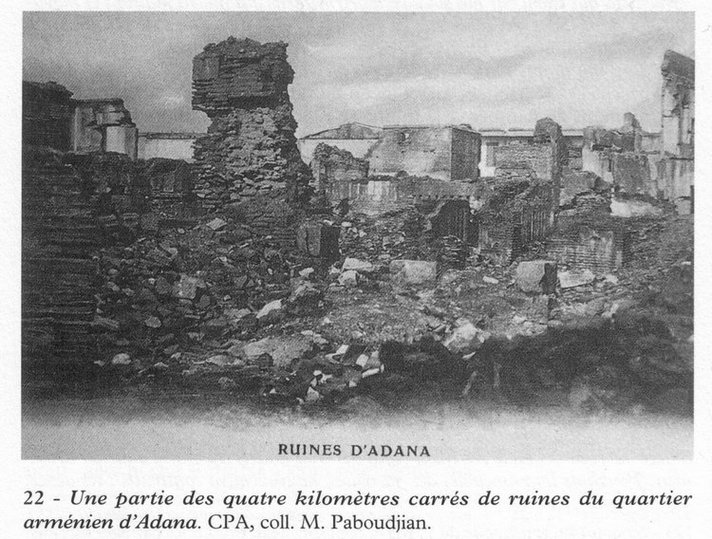 RUINES D'ADANA
22 - Une partie des quatre kilomètres carrés de ruines du quartier
arménien d'Adana. CPA, coll. M. Paboudjian.